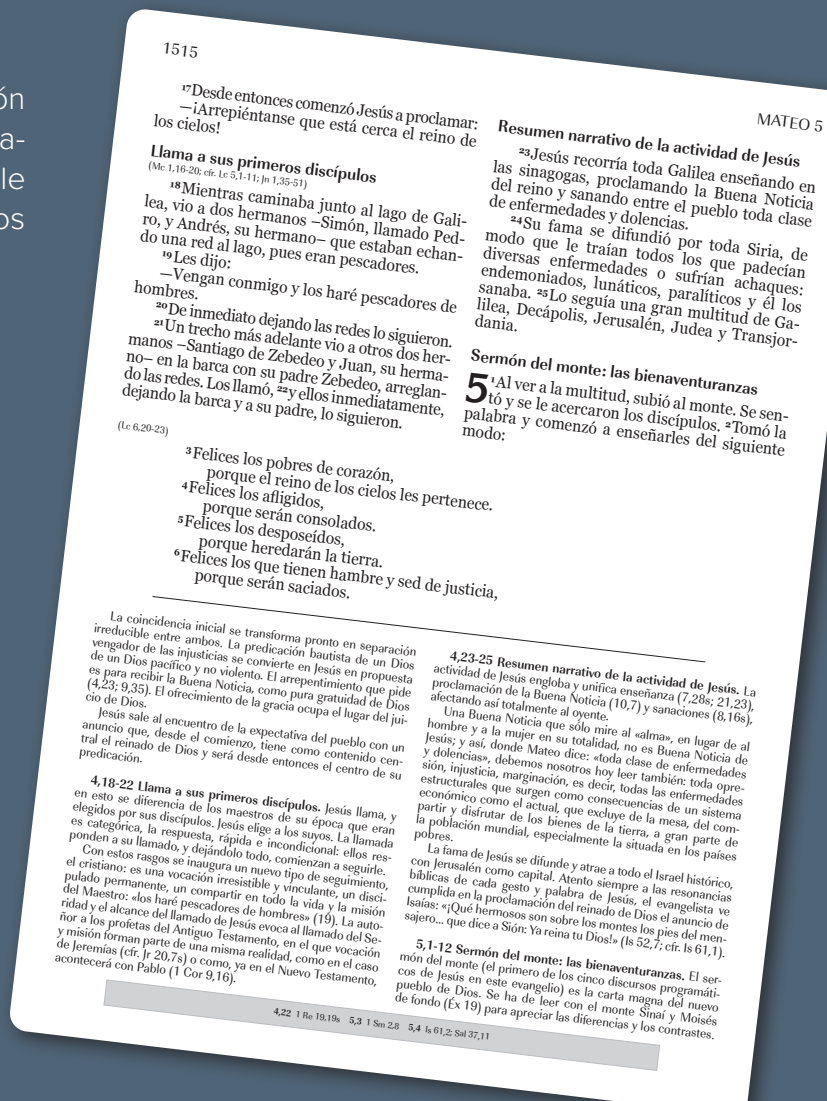 ón
a-
le
os
1515
MATEO 5
¹⁷Desde entonces comenzó Jesús a proclamar:
—¡Arrepiéntanse que está cerca el reino de
los cielos!
Llama a sus primeros discípulos
(Mc 1,16-20; cfr. Lc 5,1-11; Jn 1,35-51)
¹⁸Mientras caminaba junto al lago de Gali-
lea, vio a dos hermanos –Simón, llamado Ped-
ro, y Andrés, su hermano– que estaban echan-
do una red al lago, pues eran pescadores.
¹⁹Les dijo:
—Vengan conmigo y los haré pescadores de
hombres.
²⁰De inmediato dejando las redes lo siguieron.
²¹Un trecho más adelante vio a otros dos her-
manos –Santiago de Zebedeo y Juan, su herma-
no– en la barca con su padre Zebedeo, arreglan-
do las redes. Los llamó, ²²y ellos inmediatamente,
dejando la barca y a su padre, lo siguieron.
Resumen narrativo de la actividad de Jesús
²³Jesús recorría toda Galilea enseñando en
las sinagogas, proclamando la Buena Noticia
del reino y sanando entre el pueblo toda clase
de enfermedades y dolencias.
²⁴Su fama se difundió por toda Siria, de
modo que le traían todos los que padecían
diversas enfermedades o sufrían achaques:
endemoniados, lunáticos, paralíticos y él los
sanaba. ²⁵Lo seguía una gran multitud de Ga-
lilea, Decápolis, Jerusalén, Judea y Transjor-
dania.
Sermón del monte: las bienaventuranzas
5 ¹Al ver a la multitud, subió al monte. Se sen-
tó y se le acercaron los discípulos. ²Tomó la
palabra y comenzó a enseñarles del siguiente
modo:
(Lc 6,20-23)
³Felices los pobres de corazón,
porque el reino de los cielos les pertenece.
⁴Felices los afligidos,
porque serán consolados.
⁵Felices los desposeídos,
porque heredarán la tierra.
⁶Felices los que tienen hambre y sed de justicia,
porque serán saciados.
La coincidencia inicial se transforma pronto en separación
irreducible entre ambos. La predicación bautista de un Dios
vengador de las injusticias se convierte en Jesús en propuesta
de un Dios pacífico y no violento. El arrepentimiento que pide
es para recibir la Buena Noticia, como pura gratuidad de Dios
(4,23; 9,35). El ofrecimiento de la gracia ocupa el lugar del jui-
cio de Dios.
Jesús sale al encuentro de la expectativa del pueblo con un
anuncio que, desde el comienzo, tiene como contenido cen-
tral el reinado de Dios y será desde entonces el centro de su
predicación.
4,18-22 Llama a sus primeros discípulos. Jesús llama, y
en esto se diferencia de los maestros de su época que eran
elegidos por sus discípulos. Jesús elige a los suyos. La llamada
es categórica, la respuesta, rápida e incondicional: ellos res-
ponden a su llamado, y dejándolo todo, comienzan a seguirle.
Con estos rasgos se inaugura un nuevo tipo de seguimiento,
el cristiano: es una vocación irresistible y vinculante, un disci-
pulado permanente, un compartir en todo la vida y la misión
del Maestro: «los haré pescadores de hombres» (19). La auto-
ridad y el alcance del llamado de Jesús evoca al llamado del Se-
ñor a los profetas del Antiguo Testamento, en el que vocación
y misión forman parte de una misma realidad, como en el caso
de Jeremías (cfr. Jr 20,7s) o como, ya en el Nuevo Testamento,
acontecerá con Pablo (1 Cor 9,16).
4,23-25 Resumen narrativo de la actividad de Jesús. La
actividad de Jesús engloba y unifica enseñanza (7,28s; 21,23),
proclamación de la Buena Noticia (10,7) y sanaciones (8,16s),
afectando así totalmente al oyente.
Una Buena Noticia que sólo mire al «alma», en lugar de al
hombre y a la mujer en su totalidad, no es Buena Noticia de
Jesús; y así, donde Mateo dice: «toda clase de enfermedades
y dolencias», debemos nosotros hoy leer también: toda opre-
sión, injusticia, marginación, es decir, todas las enfermedades
estructurales que surgen como consecuencias de un sistema
económico como el actual, que excluye de la mesa, del com-
partir y disfrutar de los bienes de la tierra, a gran parte de
la población mundial, especialmente la situada en los países
pobres.
La fama de Jesús se difunde y atrae a todo el Israel histórico,
con Jerusalén como capital. Atento siempre a las resonancias
bíblicas de cada gesto y palabra de Jesús, el evangelista ve
cumplida en la proclamación del reinado de Dios el anuncio de
Isaías: «¡Qué hermosos son sobre los montes los pies del men-
sajero... que dice a Sión: Ya reina tu Dios!» (Is 52,7; cfr. Is 61,1).
5,1-12 Sermón del monte: las bienaventuranzas. El ser-
món del monte (el primero de los cinco discursos programáti-
cos de Jesús en este evangelio) es la carta magna del nuevo
pueblo de Dios. Se ha de leer con el monte Sinaí y Moisés
de fondo (Éx 19) para apreciar las diferencias y los contrastes.
4,22 1 Re 19,19s 5,3 1 Sm 2,8 5,4 Is 61,2; Sal 37,11